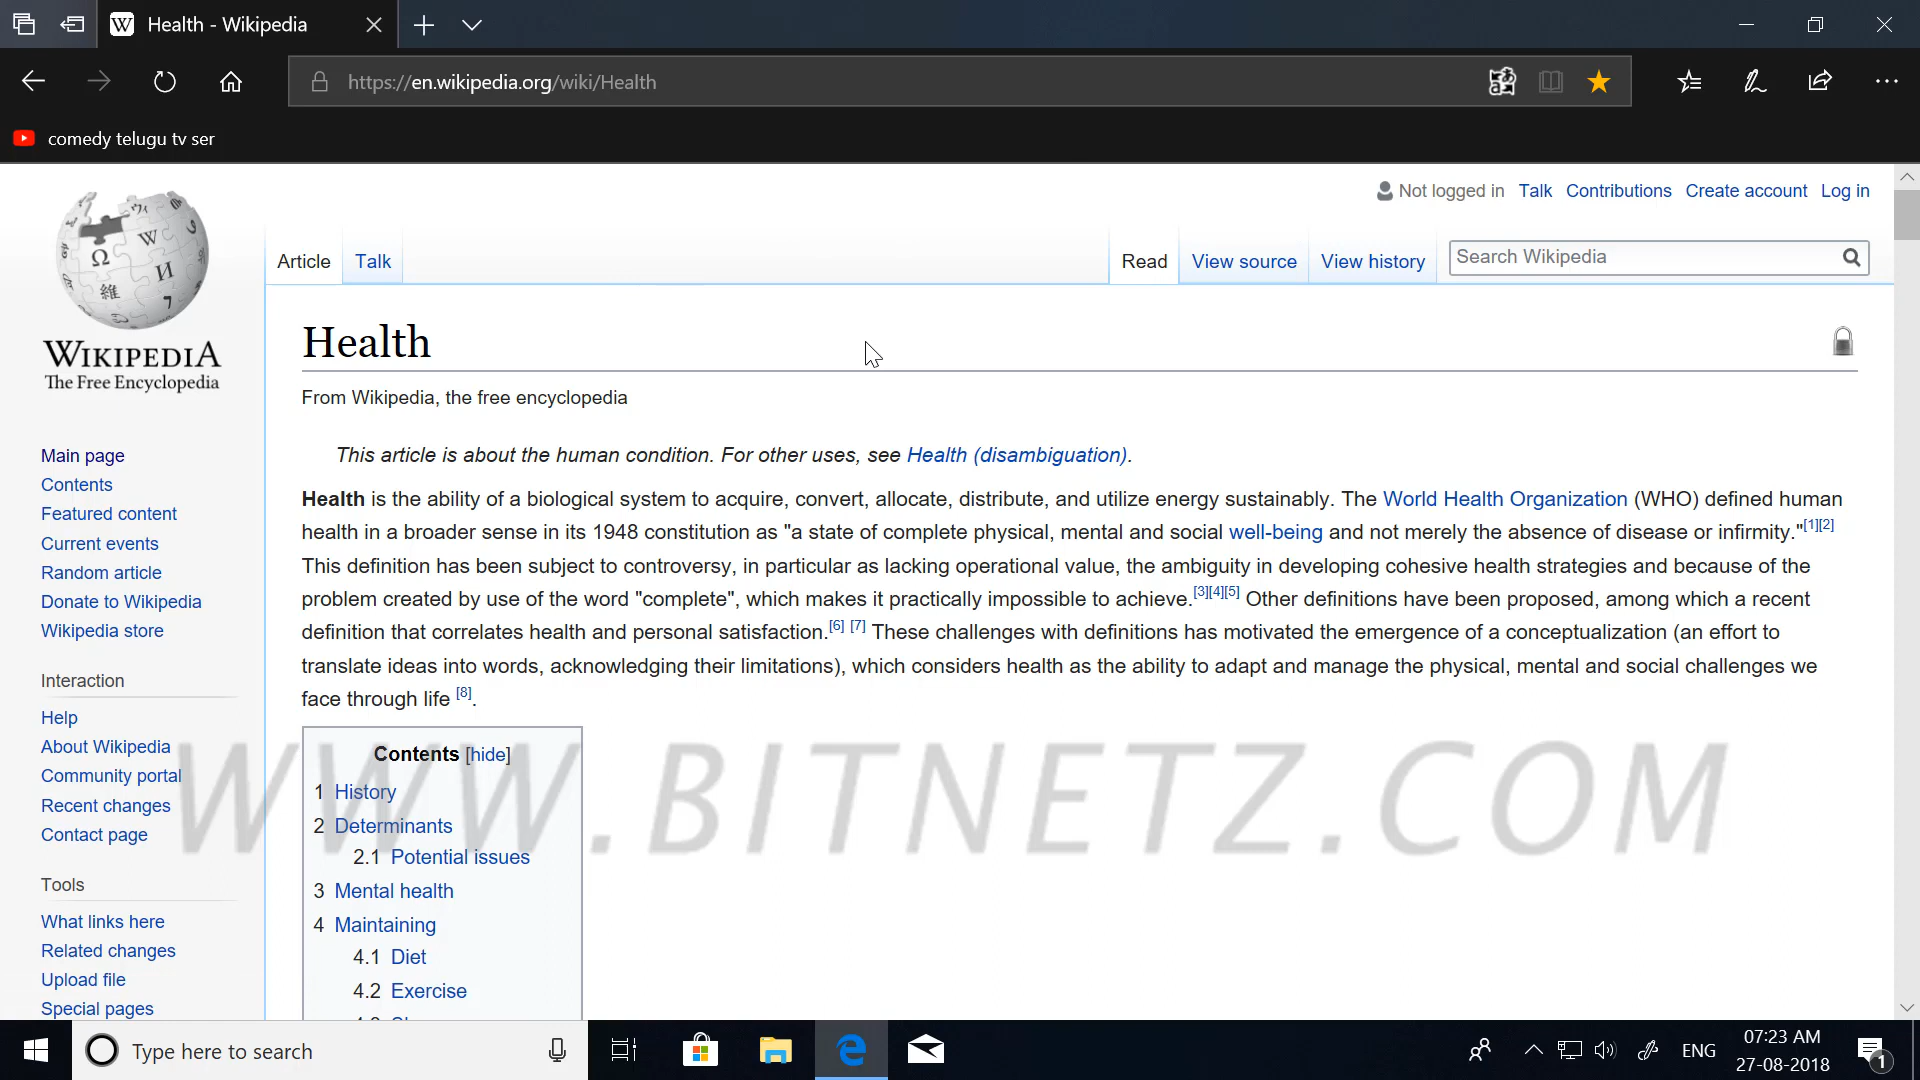 Health - Wikipedia
https://en.wikipedia.org/wiki/Health
comedy telugu tv ser
Not logged in Talk Contributions Create account Log in
Article Talk Read View source View history Search Wikipedia
WIKIPEDIA
The Free Encyclopedia
Main page
Contents
Featured content
Current events
Random article
Donate to Wikipedia
Wikipedia store
Interaction
Help
About Wikipedia
Community portal
Recent changes
Contact page
Tools
What links here
Related changes
Upload file
Special pages
Health
From Wikipedia, the free encyclopedia
This article is about the human condition. For other uses, see Health (disambiguation).
Health is the ability of a biological system to acquire, convert, allocate, distribute, and utilize energy sustainably. The World Health Organization (WHO) defined human
health in a broader sense in its 1948 constitution as "a state of complete physical, mental and social well-being and not merely the absence of disease or infirmity."[1][2]
This definition has been subject to controversy, in particular as lacking operational value, the ambiguity in developing cohesive health strategies and because of the
problem created by use of the word "complete", which makes it practically impossible to achieve.[3][4][5] Other definitions have been proposed, among which a recent
definition that correlates health and personal satisfaction.[6] [7] These challenges with definitions has motivated the emergence of a conceptualization (an effort to
translate ideas into words, acknowledging their limitations), which considers health as the ability to adapt and manage the physical, mental and social challenges we
face through life [8].
Contents [hide]
1 History
2 Determinants
2.1 Potential issues
3 Mental health
4 Maintaining
4.1 Diet
4.2 Exercise
WWW.BITNETZ.COM
Type here to search
ENG
07:23 AM
27-08-2018
1